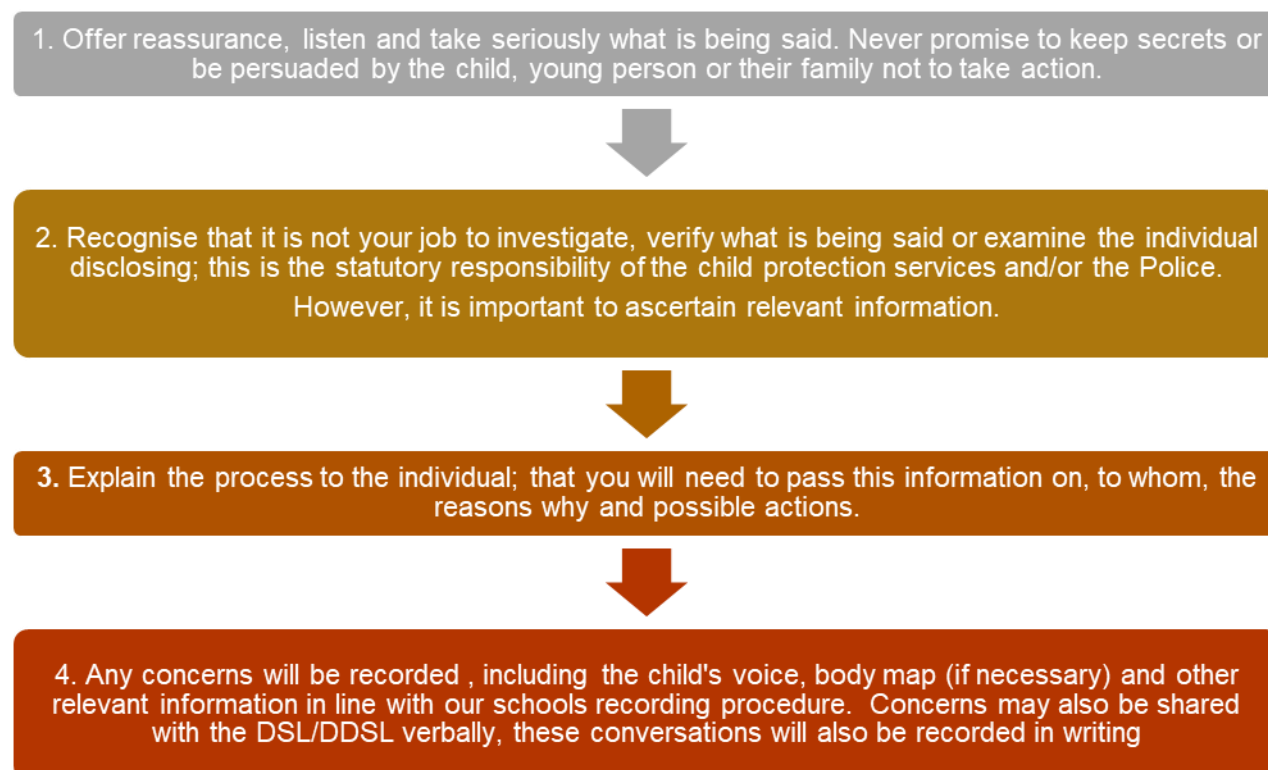 1. Offer reassurance, listen and take seriously what is being said. Never promise to keep secrets or
be persuaded by the child, young person or their family not to take action.
2. Recognise that it is not your job to investigate, verify what is being said or examine the individual
disclosing; this is the statutory responsibility of the child protection services and/or the Police.
However, it is important to ascertain relevant information.
3. Explain the process to the individual; that you will need to pass this information on, to whom, the
reasons why and possible actions.
4. Any concerns will be recorded , including the child's voice, body map (if necessary) and other
relevant information in line with our schools recording procedure. Concerns may also be shared
with the DSL/DDSL verbally, these conversations will also be recorded in writing